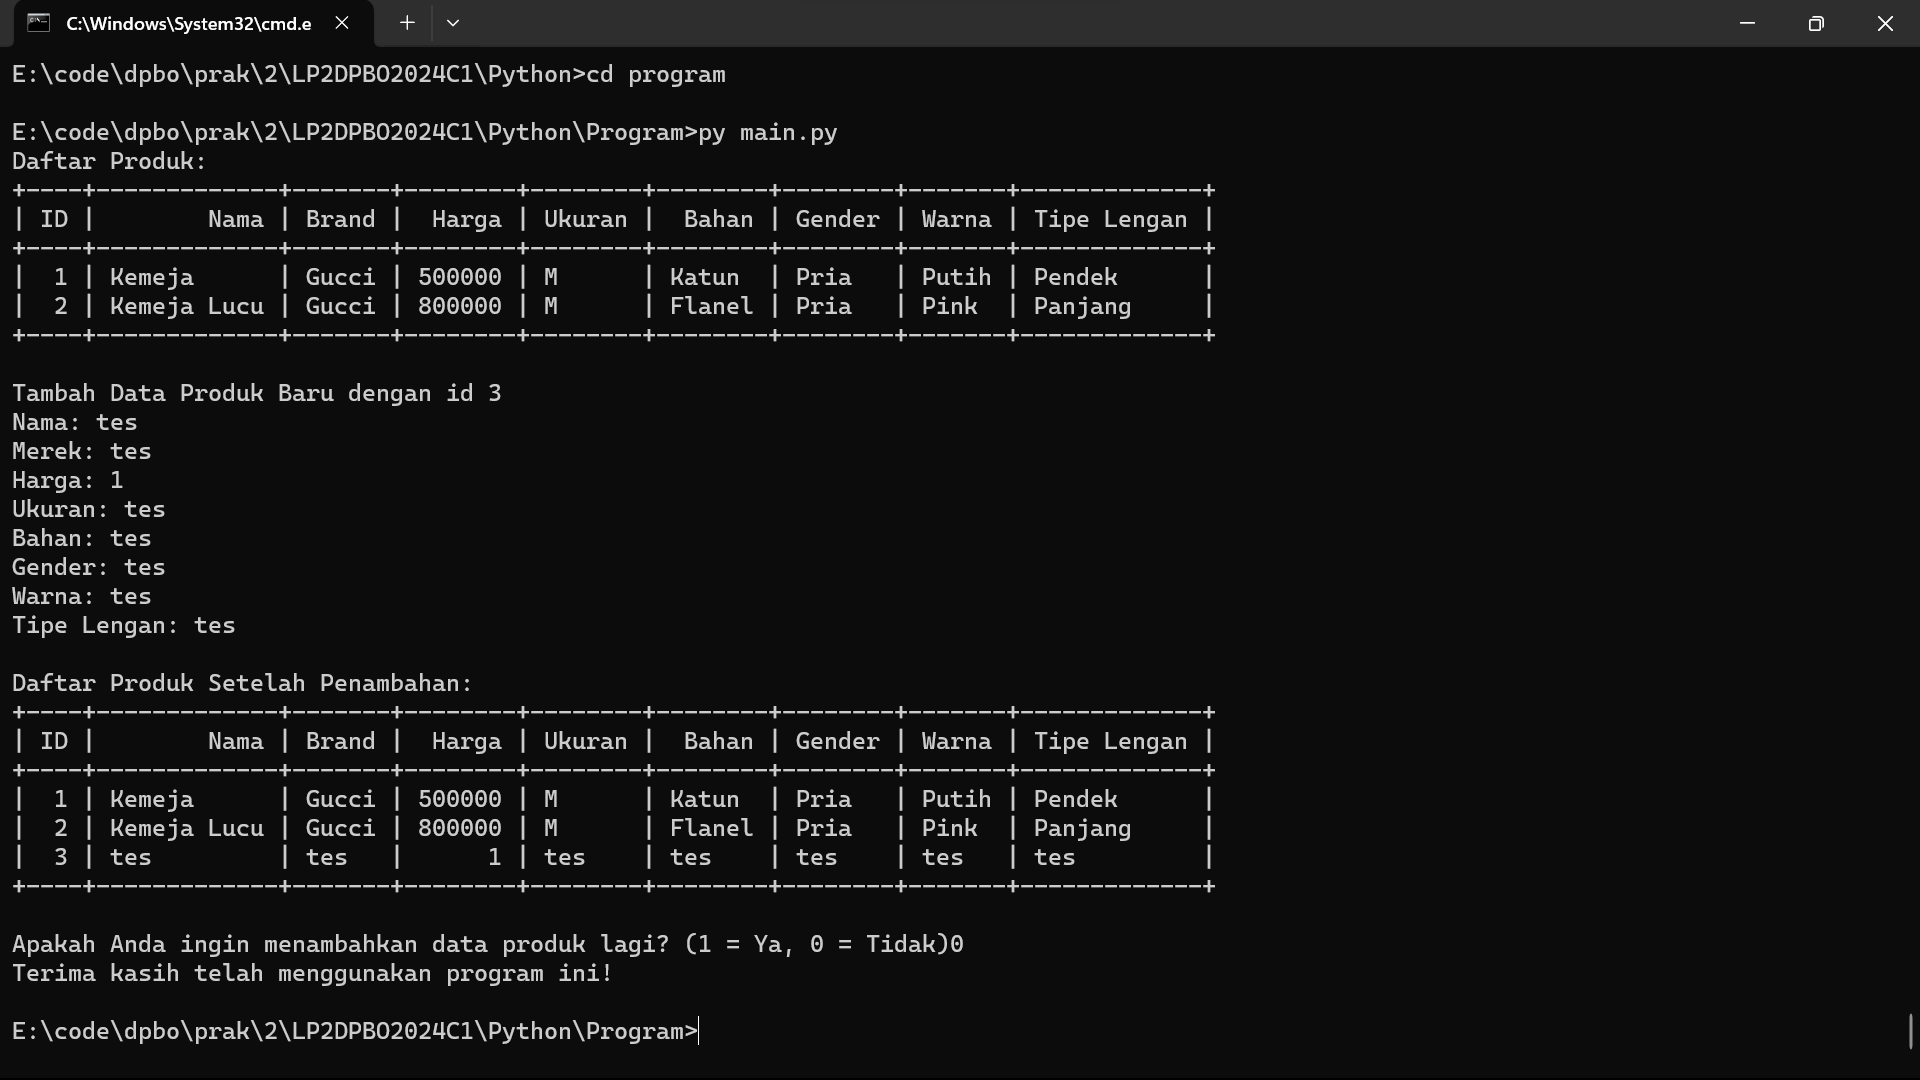 C:\Windows\System32\cmd.e
E:\code\dpbo\prak\2\LP2DPBO2024C1\Python>cd program
E:\code\dpbo\prak\2\LP2DPBO2024C1\Python\Program>py main.py
Daftar Produk:
+----+-------------+-------+--------+--------+--------+--------+-------+-------------+
| ID |        Nama | Brand |  Harga | Ukuran |  Bahan | Gender | Warna | Tipe Lengan |
+----+-------------+-------+--------+--------+--------+--------+-------+-------------+
|  1 | Kemeja      | Gucci | 500000 | M      | Katun  | Pria   | Putih | Pendek      |
|  2 | Kemeja Lucu | Gucci | 800000 | M      | Flanel | Pria   | Pink  | Panjang     |
+----+-------------+-------+--------+--------+--------+--------+-------+-------------+
Tambah Data Produk Baru dengan id 3
Nama: tes
Merek: tes
Harga: 1
Ukuran: tes
Bahan: tes
Gender: tes
Warna: tes
Tipe Lengan: tes
Daftar Produk Setelah Penambahan:
+----+-------------+-------+--------+--------+--------+--------+-------+-------------+
| ID |        Nama | Brand |  Harga | Ukuran |  Bahan | Gender | Warna | Tipe Lengan |
+----+-------------+-------+--------+--------+--------+--------+-------+-------------+
|  1 | Kemeja      | Gucci | 500000 | M      | Katun  | Pria   | Putih | Pendek      |
|  2 | Kemeja Lucu | Gucci | 800000 | M      | Flanel | Pria   | Pink  | Panjang     |
|  3 | tes         | tes   |      1 | tes    | tes    | tes    | tes   | tes         |
+----+-------------+-------+--------+--------+--------+--------+-------+-------------+
Apakah Anda ingin menambahkan data produk lagi? (1 = Ya, 0 = Tidak)0
Terima kasih telah menggunakan program ini!
E:\code\dpbo\prak\2\LP2DPBO2024C1\Python\Program>